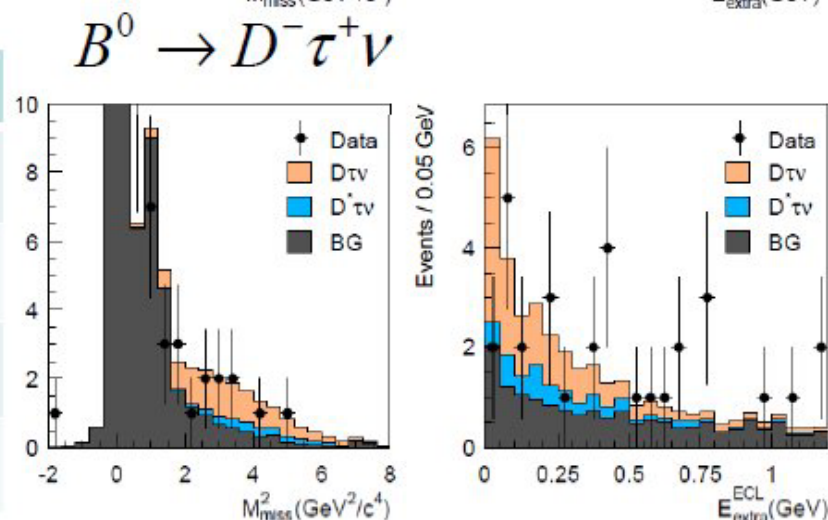 B⁰ → D⁻τ⁺ν
10
8
6
4
2
0
-2 0 2 4 6 8
M²miss(GeV²/c⁴)
Data
Dτν
D*τν
BG
Events / 0.05 GeV
6
4
2
0
0 0.25 0.5 0.75 1
E^ECL extra(GeV)
Data
Dτν
D*τν
BG